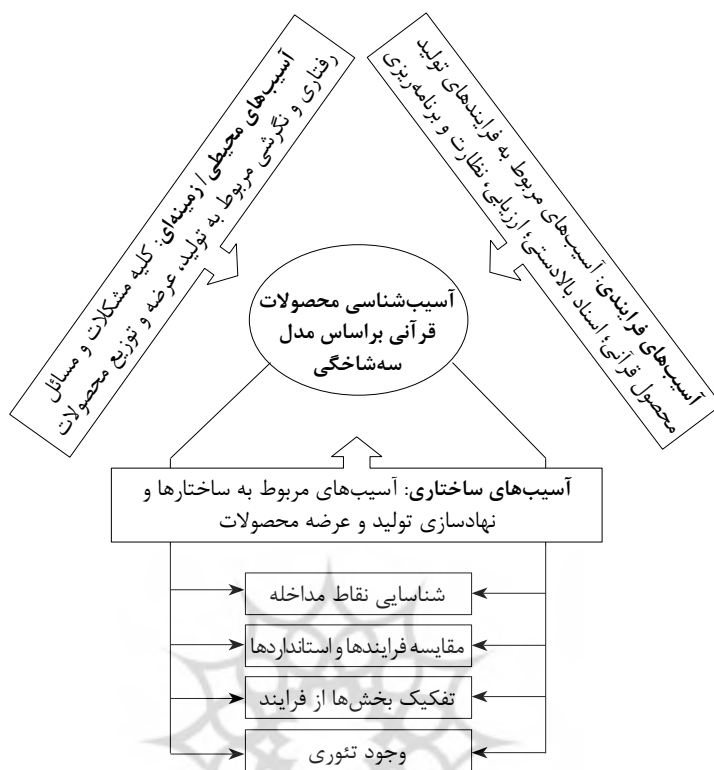 آسیب‌های محیطی / زمینه‌ای: کلیه مشکلات و مسائل
رفتاری و نگرشی مربوط به تولید، عرضه و توزیع محصولات
آسیب‌های فرایندی: آسیب‌های مربوط به فرایندهای تولید
محصول قرآنی؛ اسناد بالادستی؛ ارزیابی، نظارت و برنامه‌ریزی
آسیب‌شناسی محصولات
قرآنی براساس مدل
سه‌شاخگی
آسیب‌های ساختاری: آسیب‌های مربوط به ساختارها و
نهادسازی تولید و عرضه محصولات
شناسایی نقاط مداخله
مقایسه فرایندها و استانداردها
تفکیک بخش‌ها از فرایند
وجود تئوری